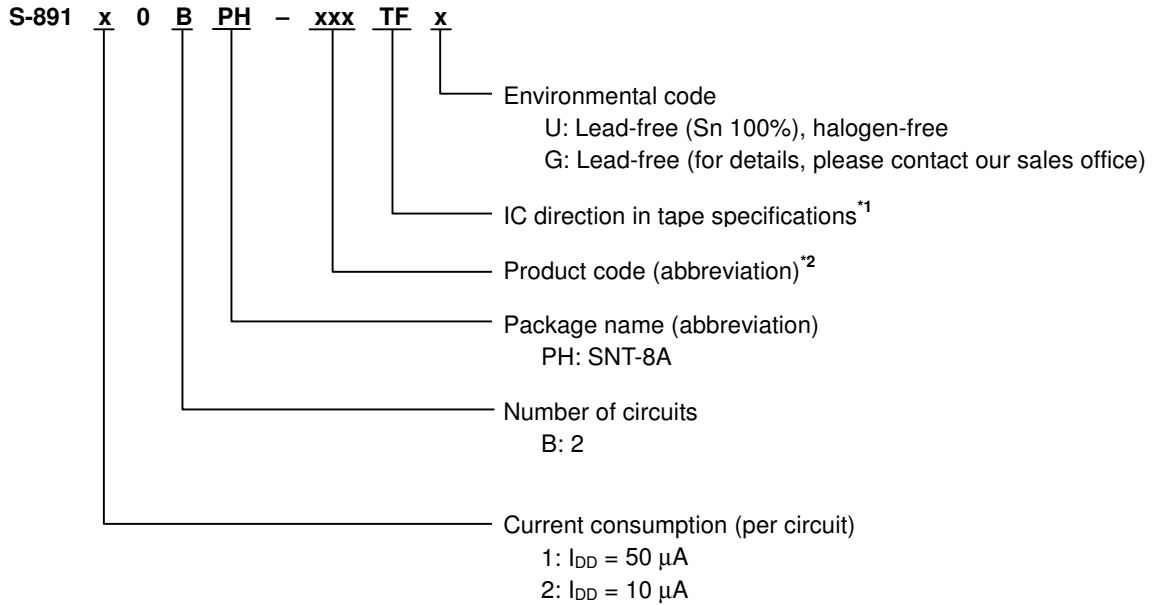 S-891 x 0 B PH – xxx TF x
Environmental code
U: Lead-free (Sn 100%), halogen-free
G: Lead-free (for details, please contact our sales office)
IC direction in tape specifications*1
Product code (abbreviation)*2
Package name (abbreviation)
PH: SNT-8A
Number of circuits
B: 2
Current consumption (per circuit)
1: IDD = 50 μA
2: IDD = 10 μA